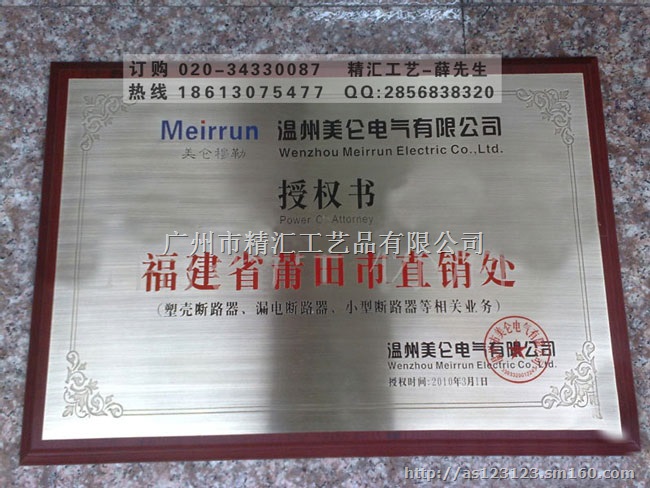 订购 020-34330087 精汇工艺-薛先生
热线 18613075477 QQ:2856838320
Meirrun 温州美仑电气有限公司
美仑穆勒 Wenzhou Meirrun Electric Co.,Ltd.
授权书
Power Of Attorney
广州市精汇工艺品有限公司
福建省莆田市直销处
(塑壳断路器、漏电断路器、小型断路器等相关业务)
温州美仑电气有限公司
Wenzhou Meirrun Electric Co.,Ltd
授权时间:2010年3月1日
http://as123123.sm160.com